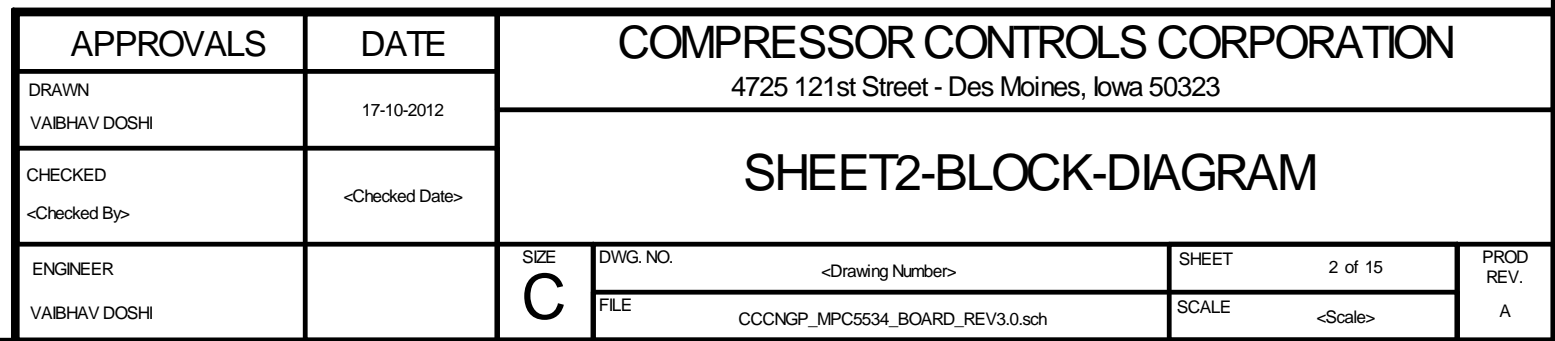 APPROVALS DATE
COMPRESSOR CONTROLS CORPORATION
4725 121st Street - Des Moines, Iowa 50323
DRAWN
VAIBHAV DOSHI
17-10-2012
SHEET2-BLOCK-DIAGRAM
CHECKED
<Checked By>
<Checked Date>
ENGINEER
VAIBHAV DOSHI
SIZE
C
DWG. NO.
<Drawing Number>
SHEET
2 of 15
PROD
REV.
A
FILE
CCCNGP_MPC5534_BOARD_REV3.0.sch
SCALE
<Scale>